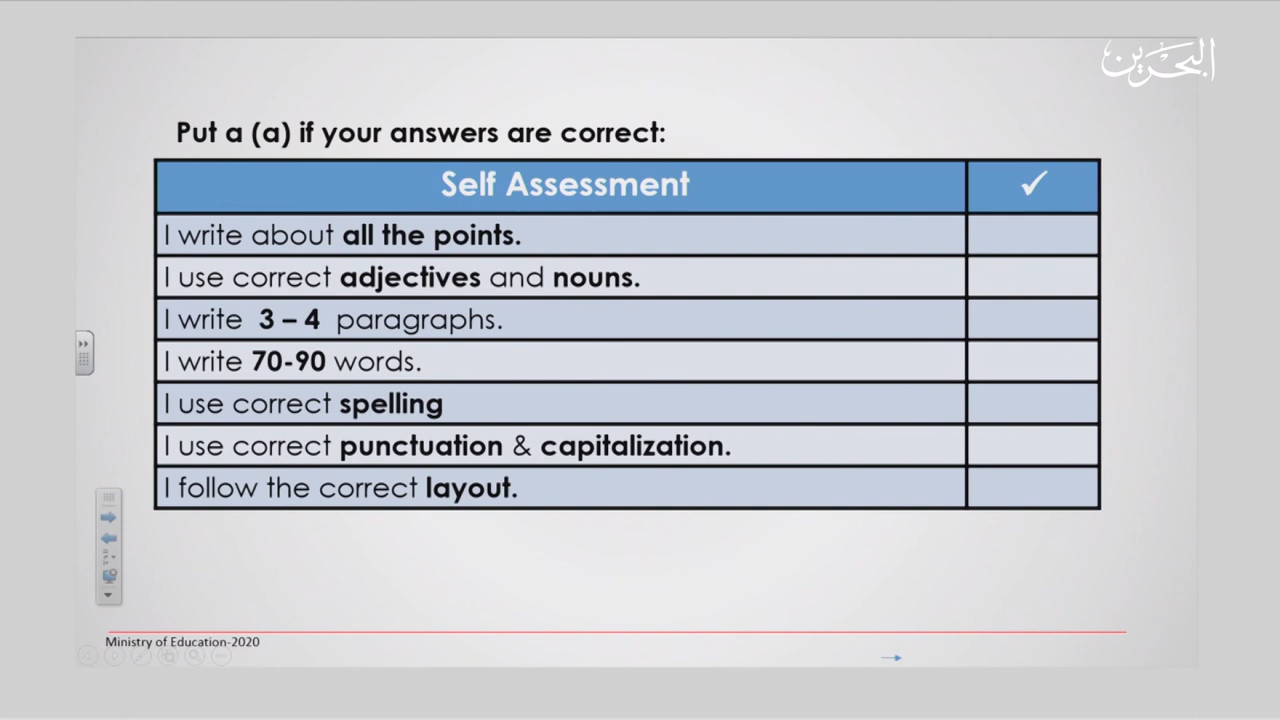 البحرين
Put a (a) if your answers are correct:
Self Assessment ✓
I write about all the points.
I use correct adjectives and nouns.
I write 3 – 4 paragraphs.
I write 70-90 words.
I use correct spelling
I use correct punctuation & capitalization.
I follow the correct layout.
Ministry of Education-2020